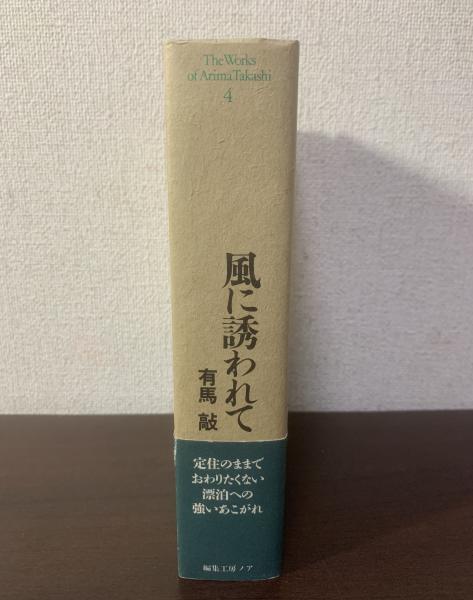 The Works
of Arima Takashi
4
風に誘われて
有馬 敲
定住のままで
おわりたくない
漂泊への
強いあこがれ
編集工房ノア